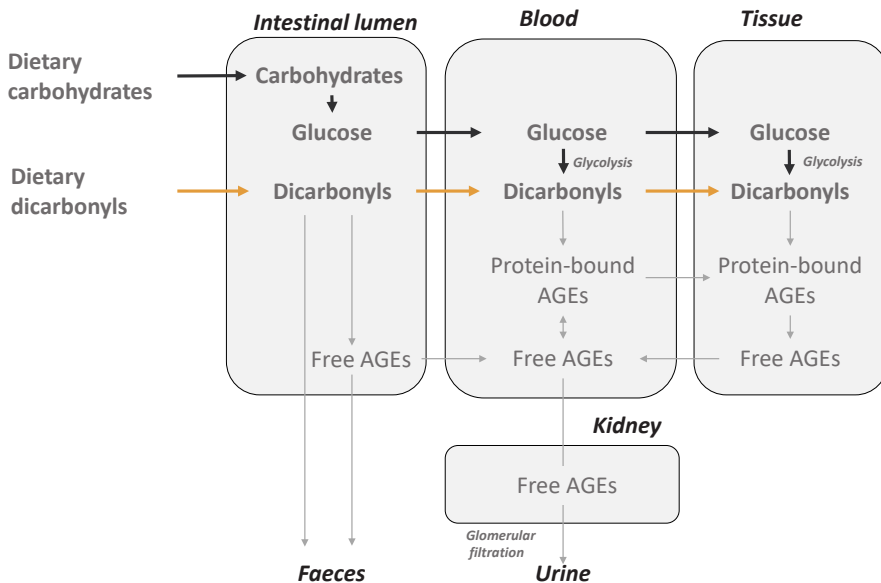 Intestinal lumen
Blood
Tissue
Dietary
carbohydrates
Carbohydrates
Glucose
Glucose
Glucose
Glycolysis
Glycolysis
Dietary
dicarbonyls
Dicarbonyls
Dicarbonyls
Dicarbonyls
Protein-bound
AGEs
Protein-bound
AGEs
Free AGEs
Free AGEs
Free AGEs
Kidney
Free AGEs
Glomerular
filtration
Faeces
Urine